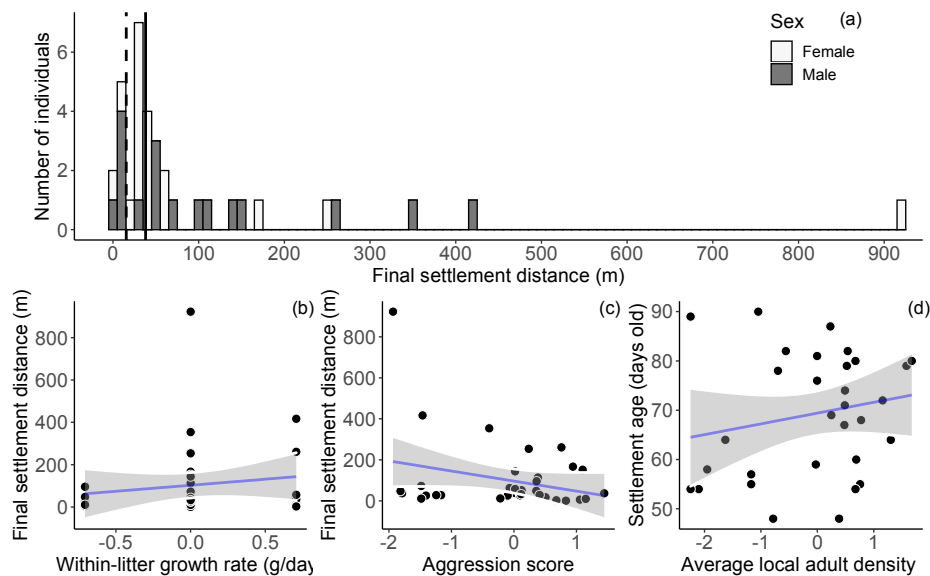 Sex (a)
Female
Male
Number of individuals
6
4
2
0
0 100 200 300 400 500 600 700 800 900
Final settlement distance (m)
(b)
Final settlement distance (m)
800
600
400
200
0
-0.5 0.0 0.5
Within-litter growth rate (g/day
(c)
Final settlement distance (m)
800
600
400
200
0
-2 -1 0 1
Aggression score
(d)
Settlement age (days old)
90
80
70
60
50
-2 -1 0 1
Average local adult density